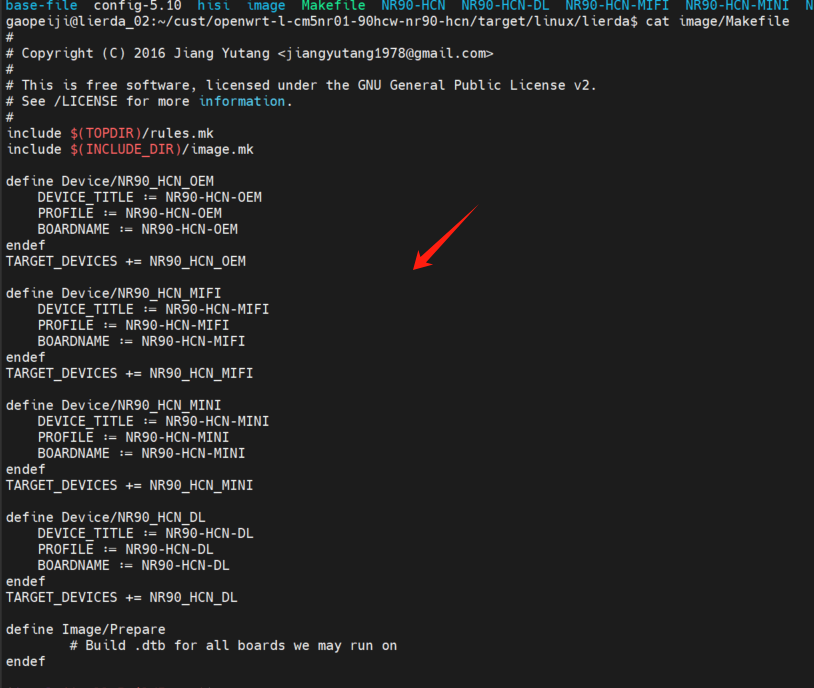 base-file config-5.10 hisi image Makefile NR90-HCN NR90-HCN-DL NR90-HCN-MIFI NR90-HCN-MINI N
gaopeiji@lierda_02:~/cust/openwrt-l-cm5nr01-90hcw-nr90-hcn/target/linux/lierda$ cat image/Makefile
#
# Copyright (C) 2016 Jiang Yutang <jiangyutang1978@gmail.com>
#
# This is free software, licensed under the GNU General Public License v2.
# See /LICENSE for more information.
#
include $(TOPDIR)/rules.mk
include $(INCLUDE_DIR)/image.mk
define Device/NR90_HCN_OEM
DEVICE_TITLE := NR90-HCN-OEM
PROFILE := NR90-HCN-OEM
BOARDNAME := NR90-HCN-OEM
endef
TARGET_DEVICES += NR90_HCN_OEM
define Device/NR90_HCN_MIFI
DEVICE_TITLE := NR90-HCN-MIFI
PROFILE := NR90-HCN-MIFI
BOARDNAME := NR90-HCN-MIFI
endef
TARGET_DEVICES += NR90_HCN_MIFI
define Device/NR90_HCN_MINI
DEVICE_TITLE := NR90-HCN-MINI
PROFILE := NR90-HCN-MINI
BOARDNAME := NR90-HCN-MINI
endef
TARGET_DEVICES += NR90_HCN_MINI
define Device/NR90_HCN_DL
DEVICE_TITLE := NR90-HCN-DL
PROFILE := NR90-HCN-DL
BOARDNAME := NR90-HCN-DL
endef
TARGET_DEVICES += NR90_HCN_DL
define Image/Prepare
# Build .dtb for all boards we may run on
endef